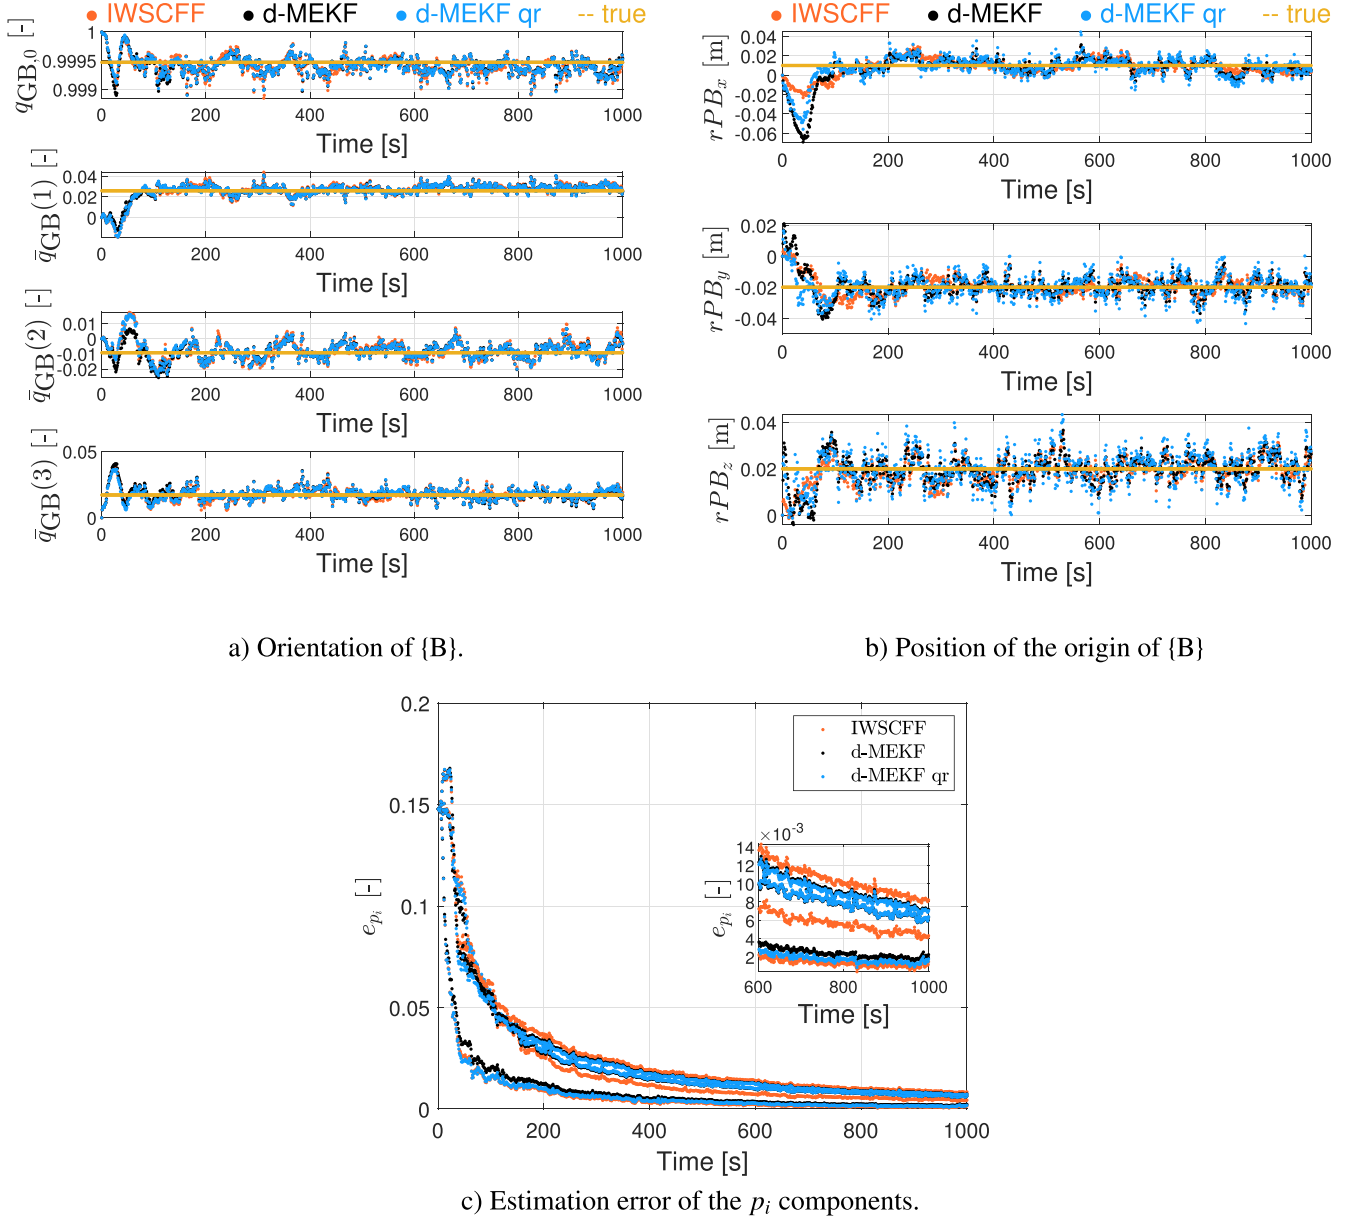 IWSCFF d-MEKF d-MEKF qr -- true
q_GB,0 [-]
1
0.9995
0.999
0 200 400 600 800 1000
Time [s]
q̄_GB(1) [-]
0.04
0.02
0
0 200 400 600 800 1000
Time [s]
q̄_GB(2) [-]
0.01
0
-0.01
-0.02
0 200 400 600 800 1000
Time [s]
q̄_GB(3) [-]
0.05
0
0 200 400 600 800 1000
Time [s]
a) Orientation of {B}.
IWSCFF d-MEKF d-MEKF qr -- true
rPB_x [m]
0.04
0.02
0
-0.02
-0.04
-0.06
0 200 400 600 800 1000
Time [s]
rPB_y [m]
0.02
0
-0.02
-0.04
0 200 400 600 800 1000
Time [s]
rPB_z [m]
0.04
0.02
0
0 200 400 600 800 1000
Time [s]
b) Position of the origin of {B}
e_{p_i} [-]
0.2
0.15
0.1
0.05
0
0 200 400 600 800 1000
Time [s]
IWSCFF
d-MEKF
d-MEKF qr
×10⁻³
e_{p_i} [-]
14
12
10
8
6
4
2
600 800 1000
Time [s]
c) Estimation error of the p_i components.